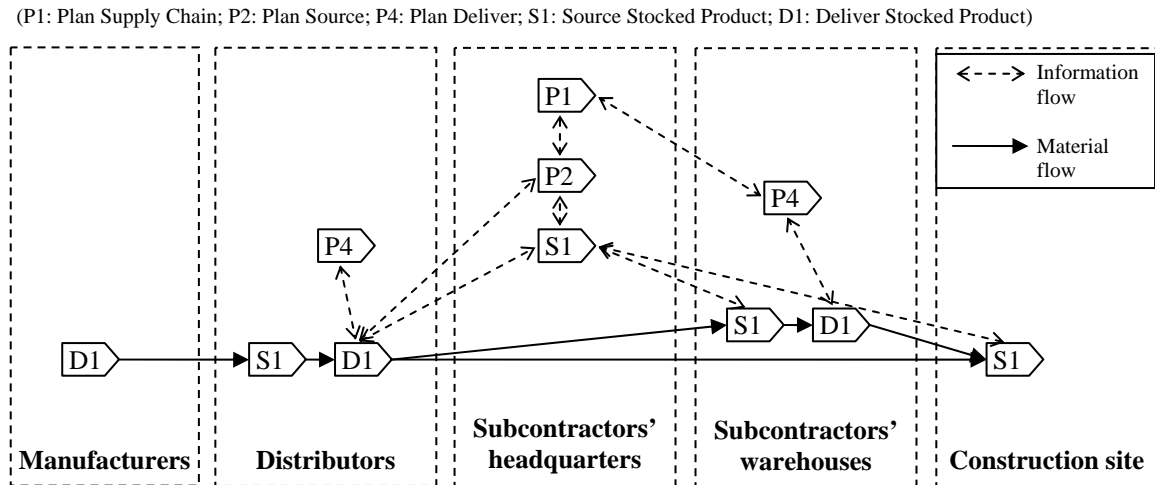 (P1: Plan Supply Chain; P2: Plan Source; P4: Plan Deliver; S1: Source Stocked Product; D1: Deliver Stocked Product)
Information
flow
Material
flow
P1
P2
P4
P4
S1
S1
D1
D1
S1
D1
S1
Manufacturers
Distributors
Subcontractors’
headquarters
Subcontractors’
warehouses
Construction site